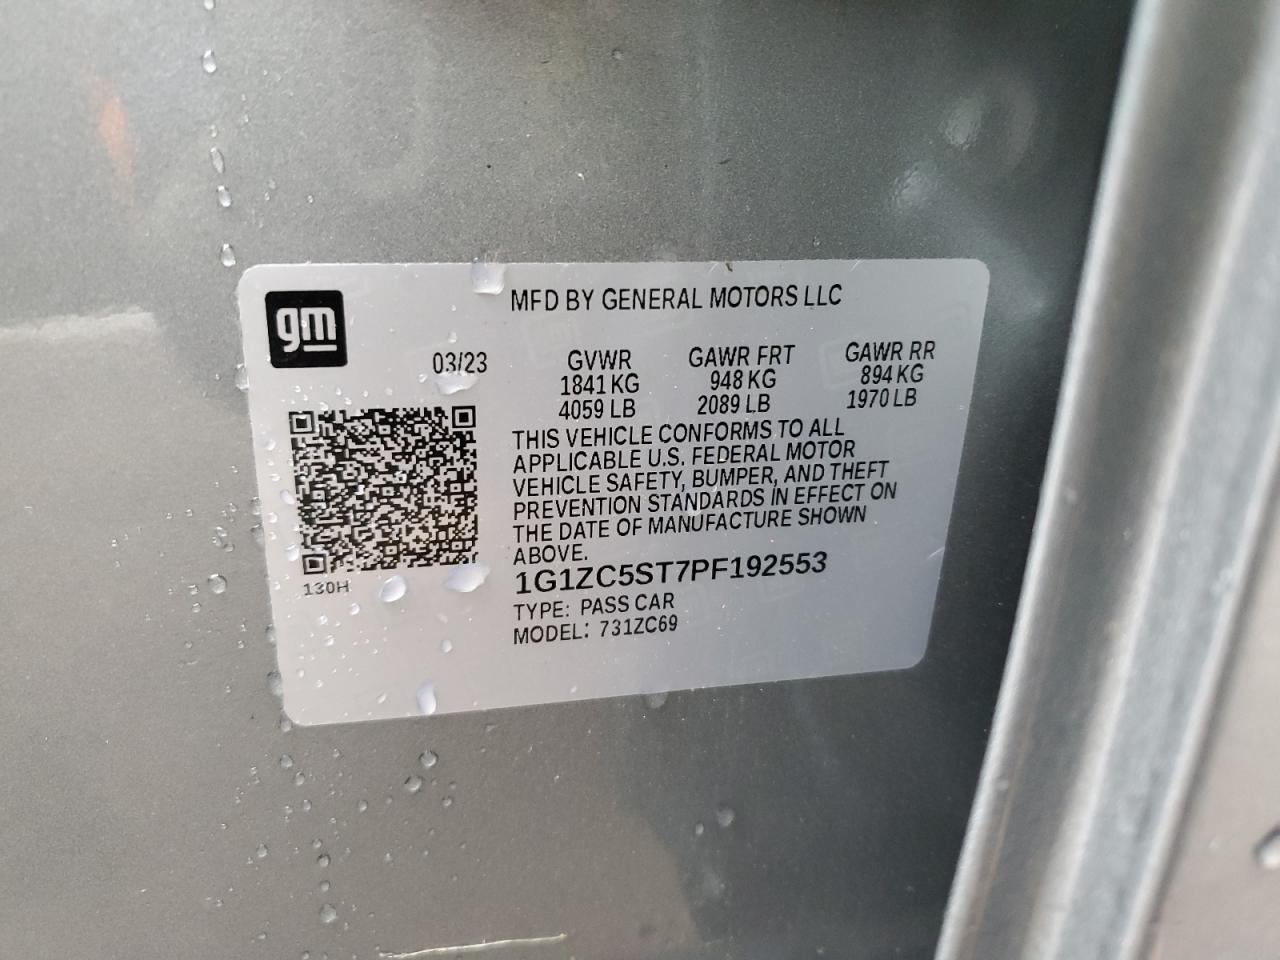 MFD BY GENERAL MOTORS LLC
gm
03/23 GVWR GAWR FRT GAWR RR
1841 KG 948 KG 894 KG
4059 LB 2089 LB 1970 LB
THIS VEHICLE CONFORMS TO ALL
APPLICABLE U.S. FEDERAL MOTOR
VEHICLE SAFETY, BUMPER, AND THEFT
PREVENTION STANDARDS IN EFFECT ON
THE DATE OF MANUFACTURE SHOWN
ABOVE.
130H
1G1ZC5ST7PF192553
TYPE: PASS CAR
MODEL: 731ZC69